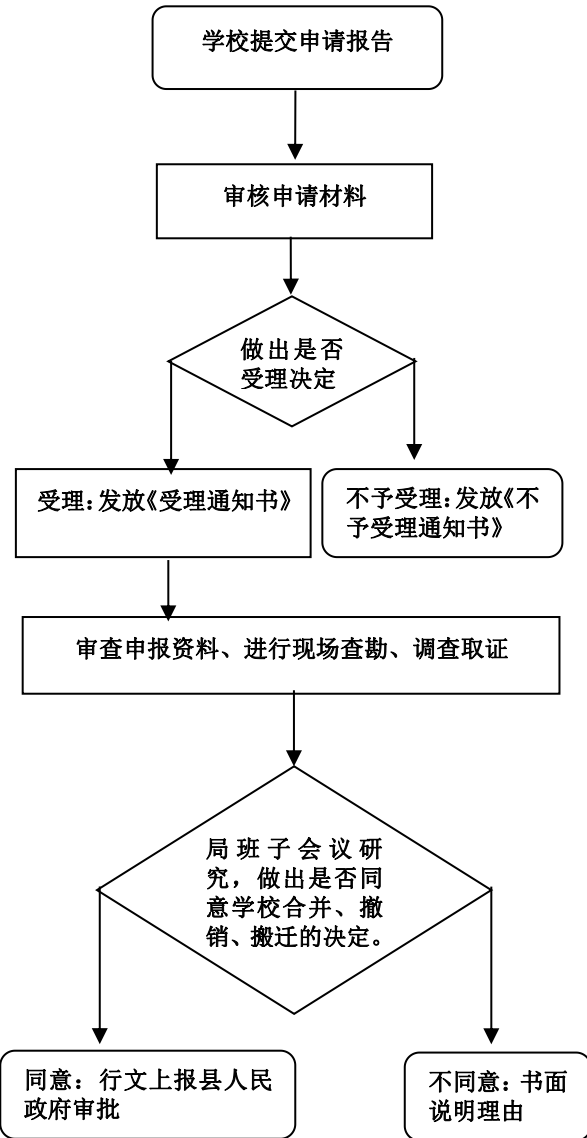 学校提交申请报告
审核申请材料
做出是否
受理决定
受理：发放《受理通知书》
不予受理：发放《不
予受理通知书》
审查申报资料、进行现场查勘、调查取证
局班子会议研
究，做出是否同
意学校合并、撤
销、搬迁的决定。
同意：行文上报县人民
政府审批
不同意：书面
说明理由